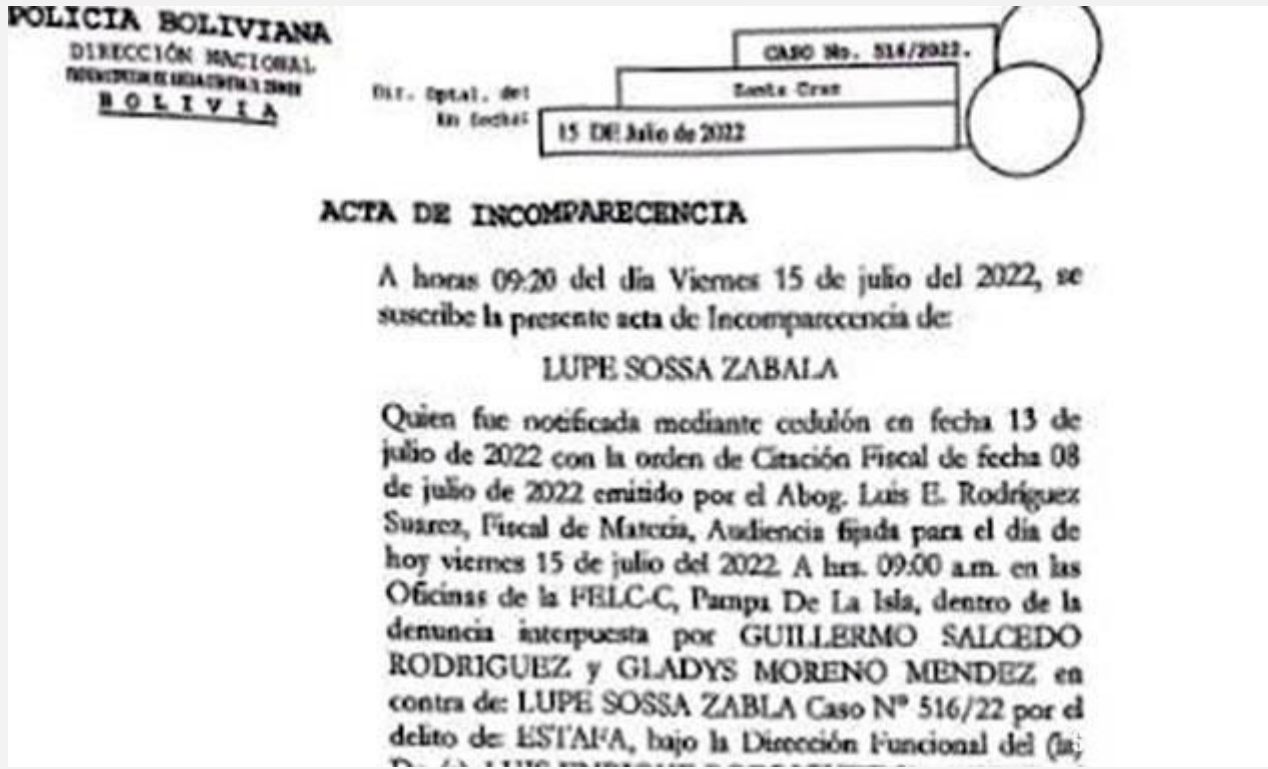 POLICIA BOLIVIANA
DIRECCIÓN NACIONAL
BOLIVIA
CASO No. 516/2022.
Dir. Dptal. del
Santa Cruz
En fecha:
15 DE Julio de 2022
ACTA DE INCOMPARECENCIA
A horas 09:20 del día Viernes 15 de julio del 2022, se
suscribe la presente acta de Incomparecencia de:
LUPE SOSSA ZABALA
Quien fue notificada mediante cedulón en fecha 13 de
julio de 2022 con la orden de Citación Fiscal de fecha 08
de julio de 2022 emitido por el Abog. Luis E. Rodríguez
Suarez, Fiscal de Materia, Audiencia fijada para el día de
hoy viernes 15 de julio del 2022. A hrs. 09:00 a.m. en las
Oficinas de la FELC-C, Pampa De La Isla, dentro de la
denuncia interpuesta por GUILLERMO SALCEDO
RODRIGUEZ y GLADYS MORENO MENDEZ en
contra de: LUPE SOSSA ZABLA Caso N° 516/22 por el
delito de: ESTAFA, bajo la Dirección Funcional del (la)